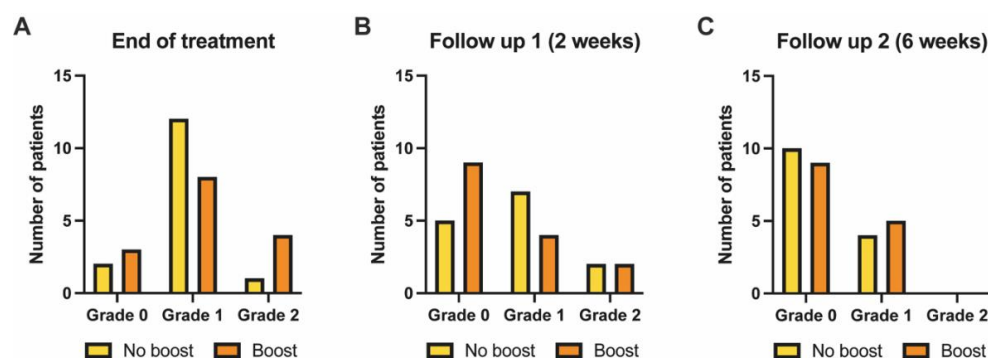 A
End of treatment
Number of patients
15
10
5
0
Grade 0 Grade 1 Grade 2
No boost Boost
B
Follow up 1 (2 weeks)
Number of patients
15
10
5
0
Grade 0 Grade 1 Grade 2
No boost Boost
C
Follow up 2 (6 weeks)
Number of patients
15
10
5
0
Grade 0 Grade 1 Grade 2
No boost Boost